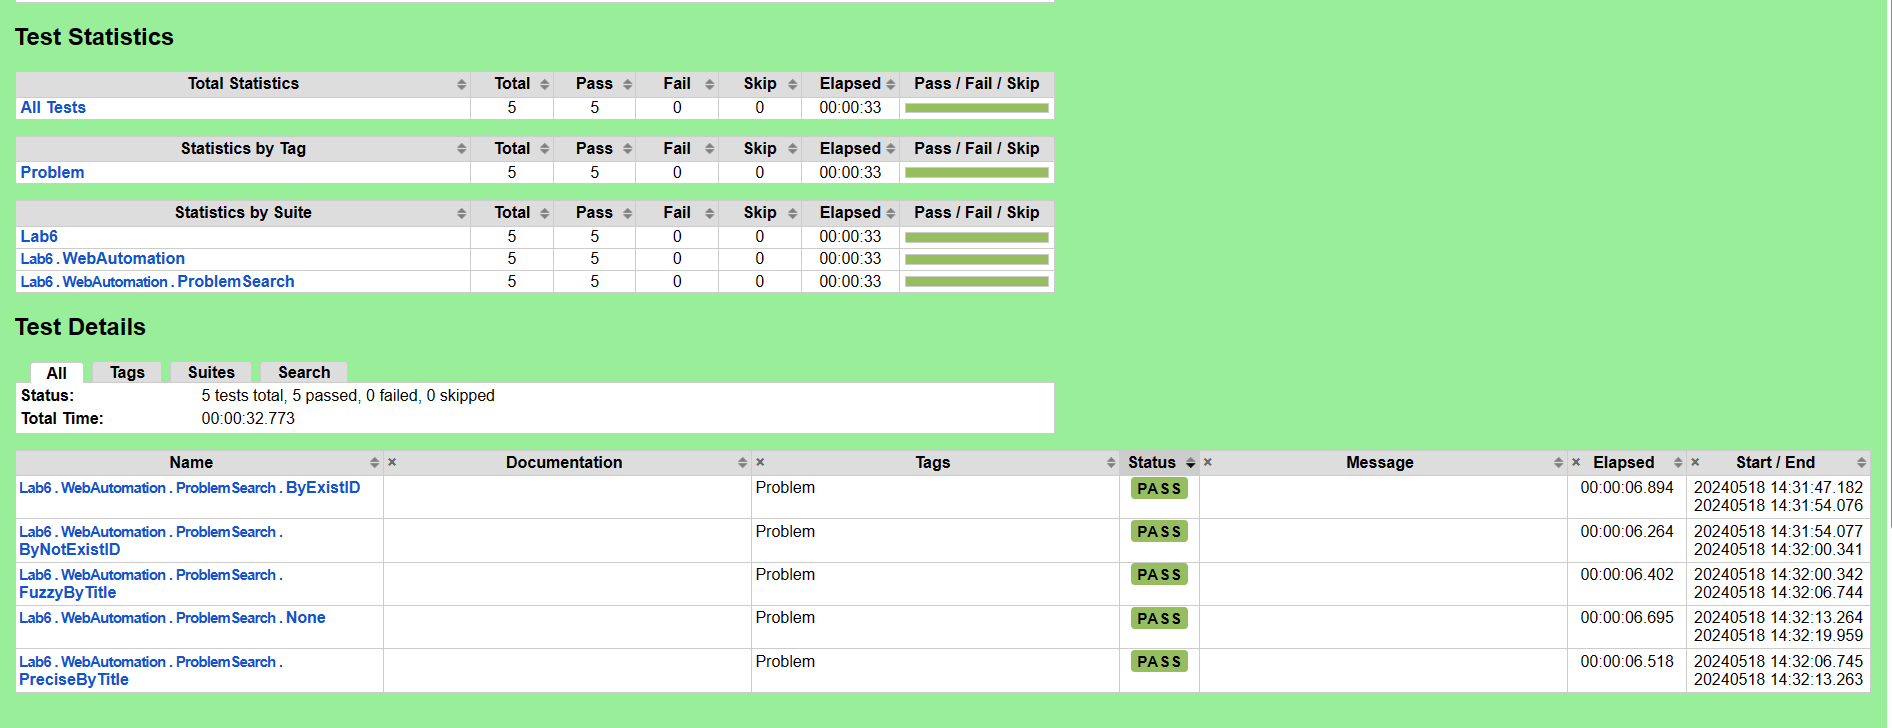 Test Statistics
Total Statistics Total Pass Fail Skip Elapsed Pass / Fail / Skip
All Tests 5 5 0 0 00:00:33
Statistics by Tag Total Pass Fail Skip Elapsed Pass / Fail / Skip
Problem 5 5 0 0 00:00:33
Statistics by Suite Total Pass Fail Skip Elapsed Pass / Fail / Skip
Lab6 5 5 0 0 00:00:33
Lab6 . WebAutomation 5 5 0 0 00:00:33
Lab6 . WebAutomation . ProblemSearch 5 5 0 0 00:00:33
Test Details
All Tags Suites Search
Status: 5 tests total, 5 passed, 0 failed, 0 skipped
Total Time: 00:00:32.773
Name × Documentation × Tags Status × Message × Elapsed × Start / End
Lab6 . WebAutomation . ProblemSearch . ByExistID Problem PASS 00:00:06.894 20240518 14:31:47.182
20240518 14:31:54.076
Lab6 . WebAutomation . ProblemSearch . Problem PASS 00:00:06.264 20240518 14:31:54.077
ByNotExistID 20240518 14:32:00.341
Lab6 . WebAutomation . ProblemSearch . Problem PASS 00:00:06.402 20240518 14:32:00.342
FuzzyByTitle 20240518 14:32:06.744
Lab6 . WebAutomation . ProblemSearch . None Problem PASS 00:00:06.695 20240518 14:32:13.264
20240518 14:32:19.959
Lab6 . WebAutomation . ProblemSearch . Problem PASS 00:00:06.518 20240518 14:32:06.745
PreciseByTitle 20240518 14:32:13.263